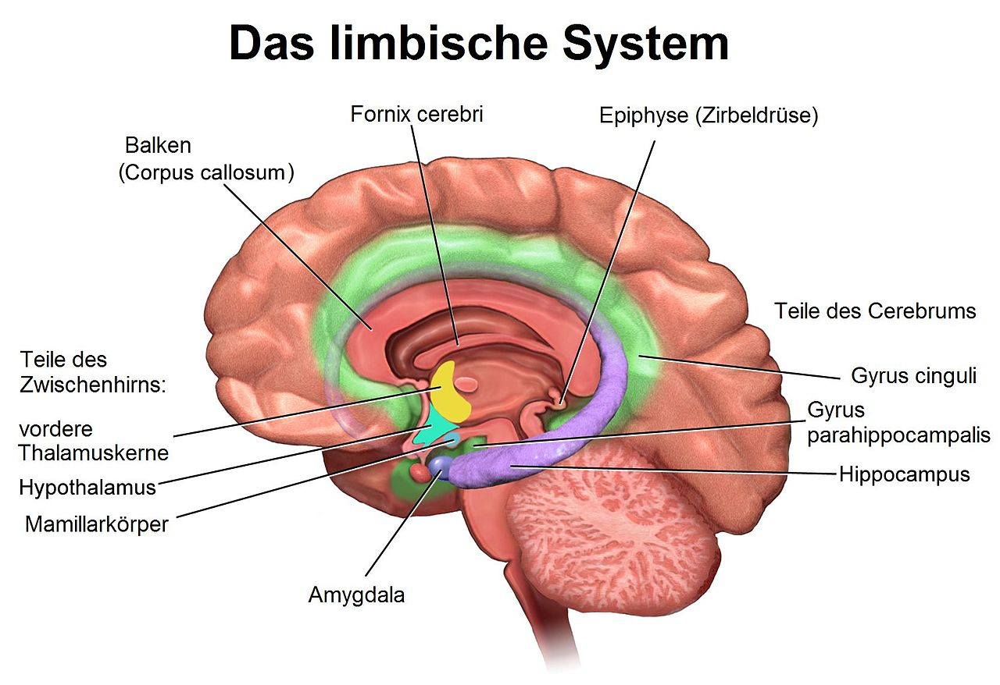 Das limbische System
Fornix cerebri
Epiphyse (Zirbeldrüse)
Balken
(Corpus callosum)
Teile des Cerebrums
Teile des
Zwischenhirns:
Gyrus cinguli
Gyrus
parahippocampalis
vordere
Thalamuskerne
Hippocampus
Hypothalamus
Mamillarkörper
Amygdala